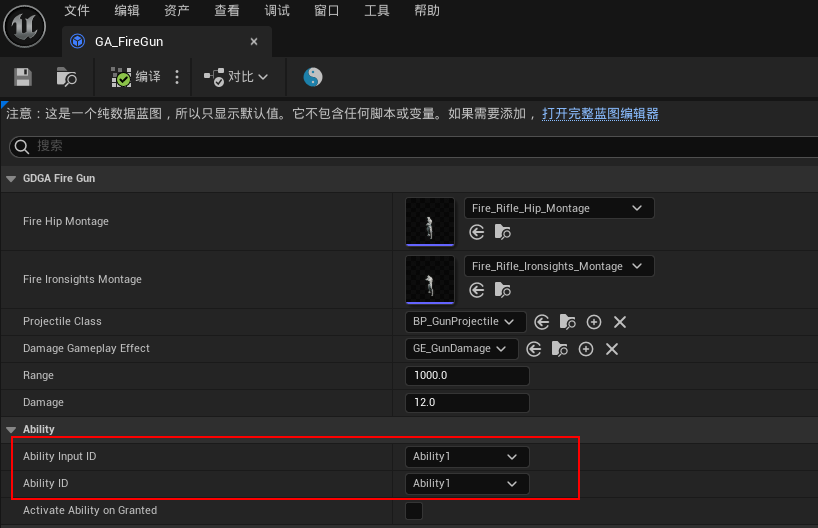 文件 编辑 资产 查看 调试 窗口 工具 帮助
GA_FireGun
编译 对比
注意：这是一个纯数据蓝图，所以只显示默认值。它不包含任何脚本或变量。如果需要添加，打开完整蓝图编辑器
搜索
GDGA Fire Gun
Fire Hip Montage Fire_Rifle_Hip_Montage
Fire Ironsights Montage Fire_Rifle_Ironsights_Montage
Projectile Class BP_GunProjectile
Damage Gameplay Effect GE_GunDamage
Range 1000.0
Damage 12.0
Ability
Ability Input ID Ability1
Ability ID Ability1
Activate Ability on Granted